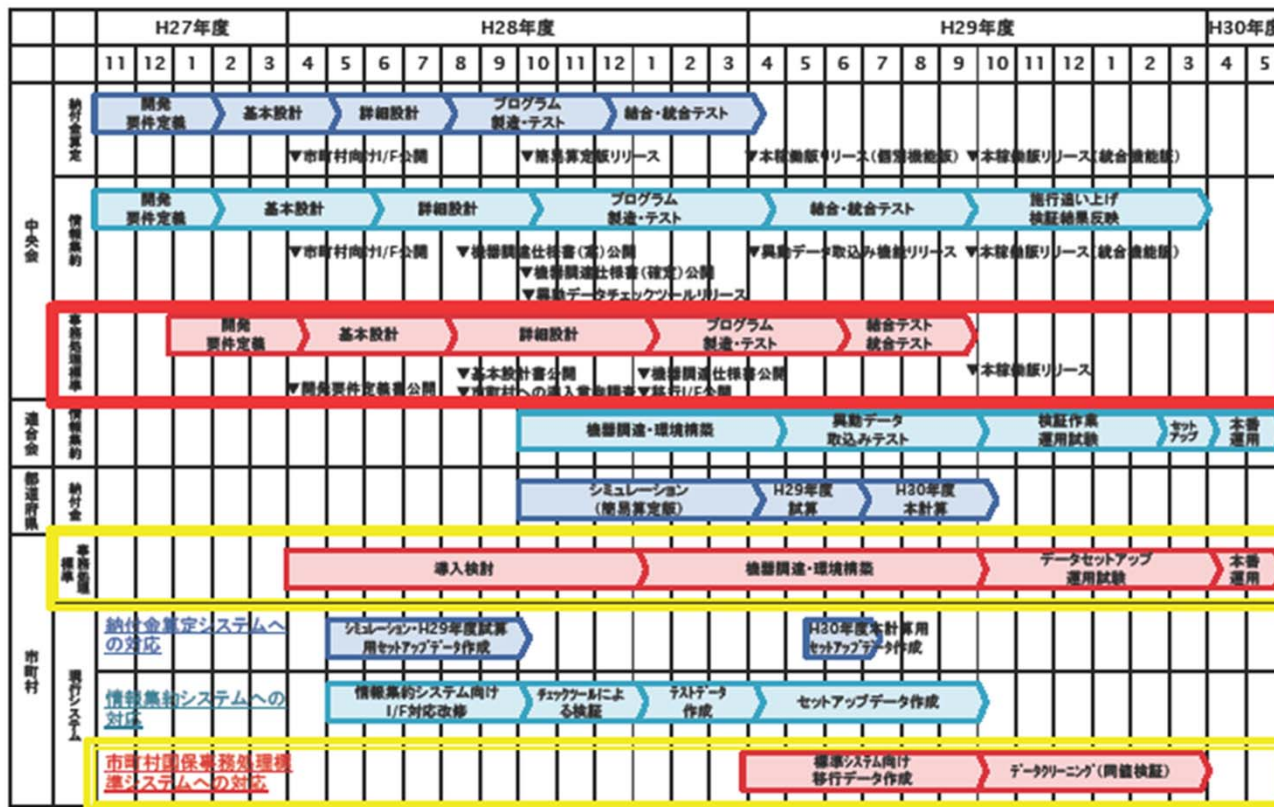 H27年度 H28年度 H29年度 H30年度
11 12 1 2 3 4 5 6 7 8 9 10 11 12 1 2 3 4 5 6 7 8 9 10 11 12 1 2 3 4 5
中央会
納付金算定
開発
要件定義
基本設計
詳細設計
プログラム
製造・テスト
結合・統合テスト
▼市町村向けI/F公開
▼簡易算定版リリース
▼本稼働版リリース(個別機能版)
▼本稼働版リリース(統合機能版)
情報集約
開発
要件定義
基本設計
詳細設計
プログラム
製造・テスト
結合・統合テスト
施行追い上げ
検証結果反映
▼市町村向けI/F公開
▼機器調達仕様書(案)公開
▼機器調達仕様書(確定)公開
▼異動データチェックツールリリース
▼異動データ取込み機能リリース
▼本稼働版リリース(統合機能版)
事務処理標準
開発
要件定義
基本設計
詳細設計
プログラム
製造・テスト
結合テスト
統合テスト
▼開発要件定義書公開
▼基本設計書公開
▼市町村への導入意向調査
▼機器調達仕様書公開
▼移行I/F公開
▼本稼働版リリース
連合会
情報集約
機器調達・環境構築
異動データ
取込みテスト
検証作業
運用試験
セット
アップ
本番
運用
都道府県
納付金
シミュレーション
(簡易算定版)
H29年度
試算
H30年度
本計算
市町村
事務処理
標準
導入検討
機器調達・環境構築
データセットアップ
運用試験
本番
運用
現行システム
納付金算定システムへ
の対応
シミュレーション・H29年度試算
用セットアップデータ作成
H30年度本計算用
セットアップデータ作成
情報集約システムへの
対応
情報集約システム向け
I/F対応改修
チェックツールによ
る検証
テストデータ
作成
セットアップデータ作成
市町村国保事務処理標
準システムへの対応
標準システム向け
移行データ作成
データクリーニング(同値検証)